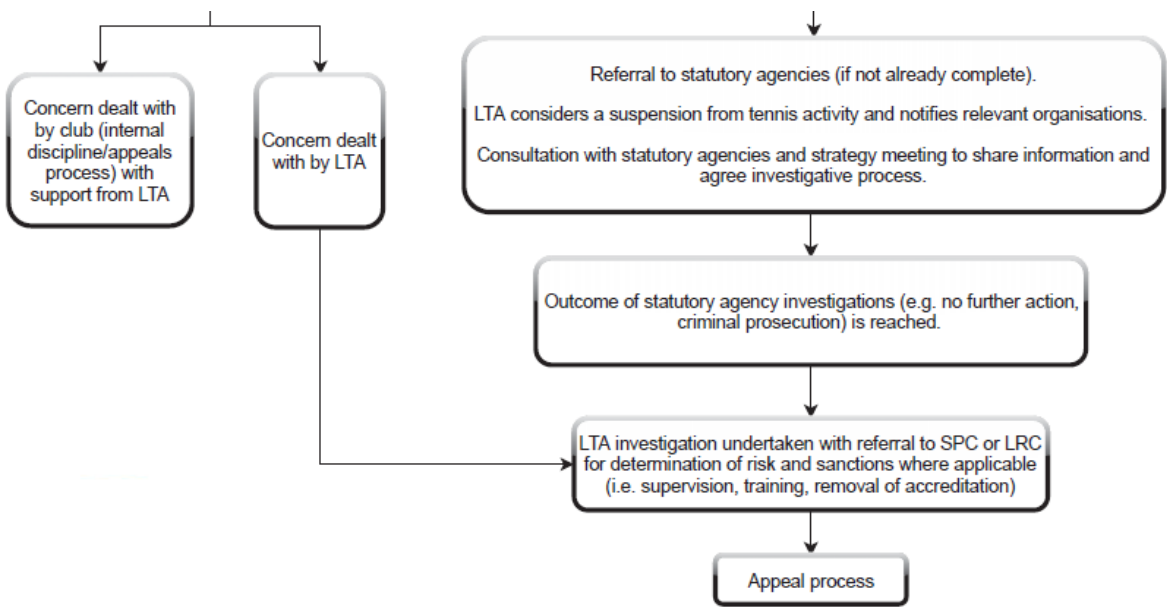 Concern dealt with
by club (internal
discipline/appeals
process) with
support from LTA
Concern dealt
with by LTA
Referral to statutory agencies (if not already complete).
LTA considers a suspension from tennis activity and notifies relevant organisations.
Consultation with statutory agencies and strategy meeting to share information and
agree investigative process.
Outcome of statutory agency investigations (e.g. no further action,
criminal prosecution) is reached.
LTA investigation undertaken with referral to SPC or LRC
for determination of risk and sanctions where applicable
(i.e. supervision, training, removal of accreditation)
Appeal process